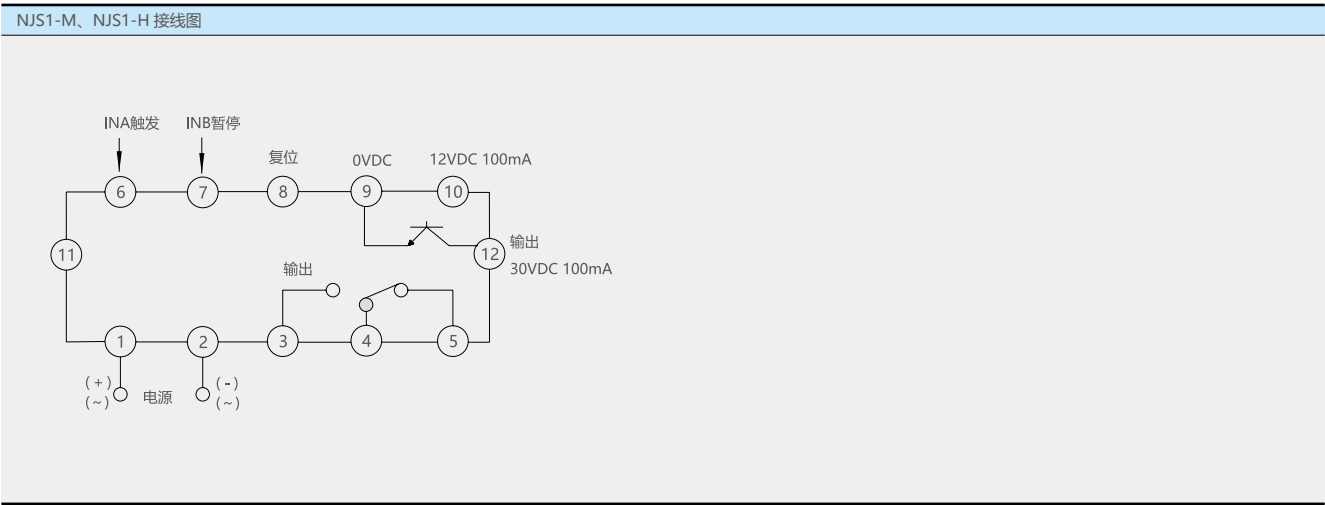 NJS1-M、NJS1-H 接线图
INA触发 INB暂停
复位 0VDC 12VDC 100mA
6 7 8 9 10
11 12 输出
30VDC 100mA
输出
1 2 3 4 5
(+) 电源 (-)
(~) (~)